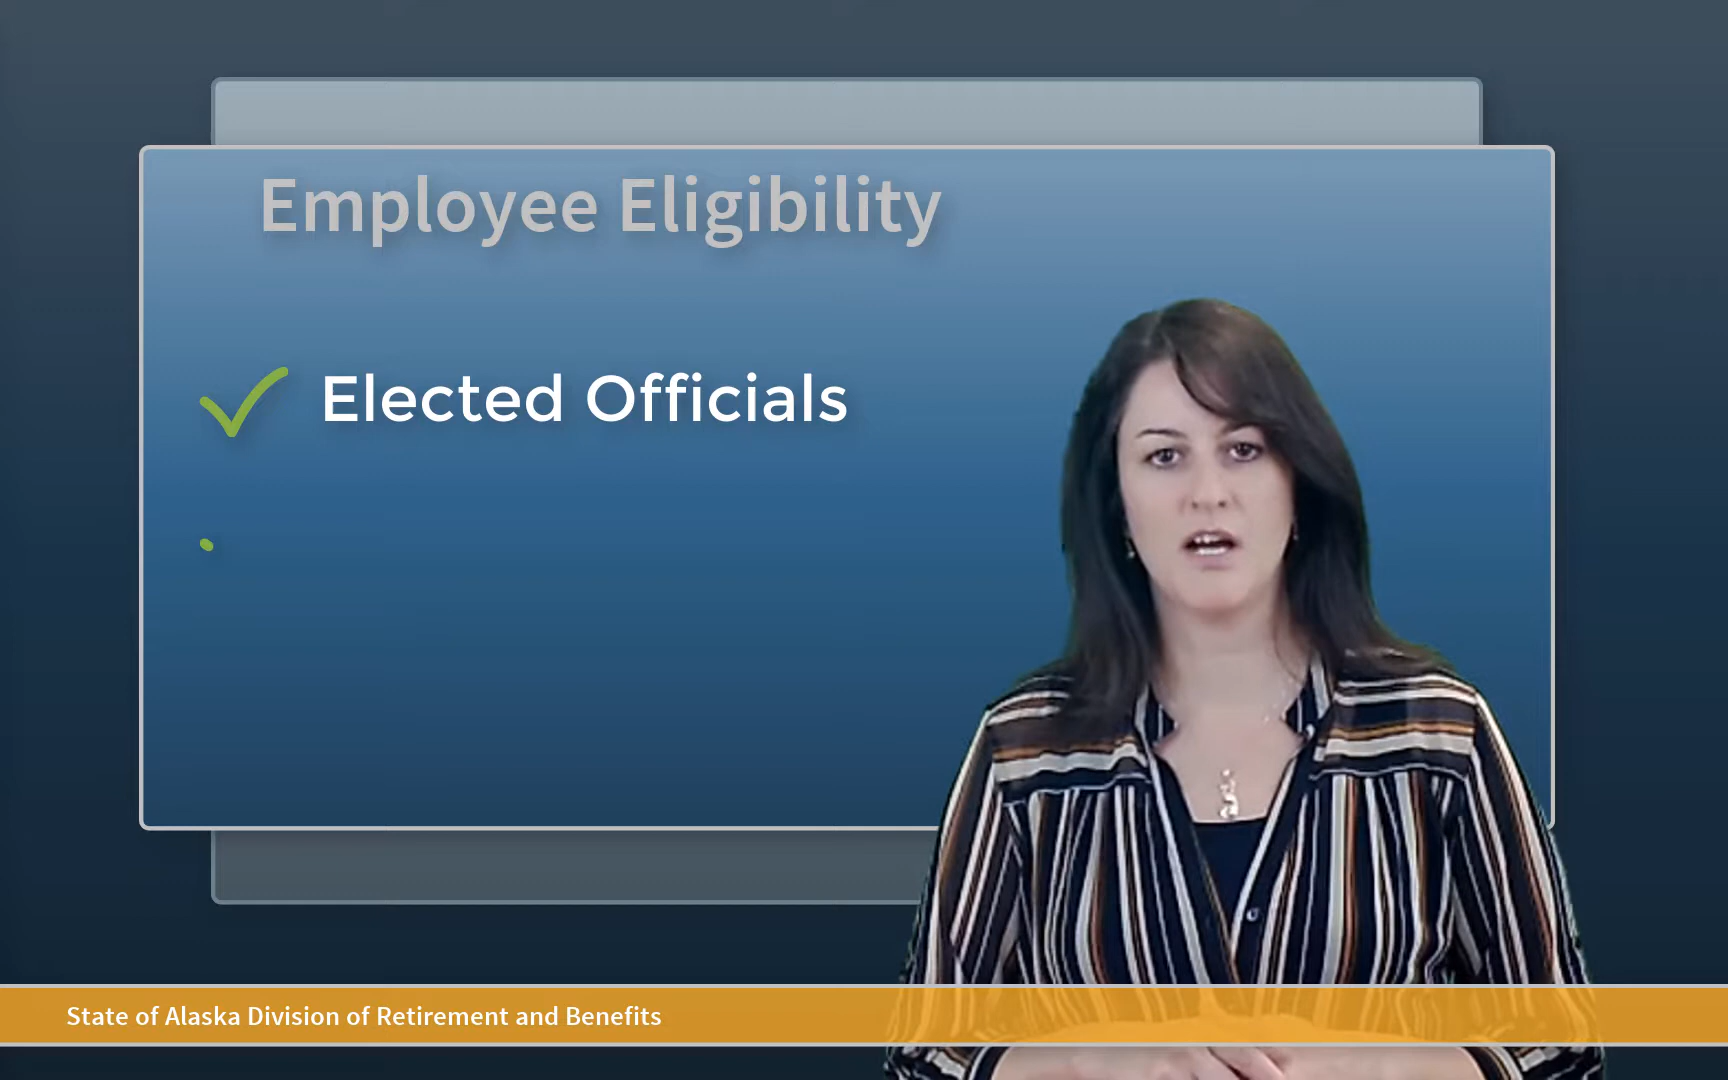 Employee Eligibility
Elected Officials
State of Alaska Division of Retirement and Benefits